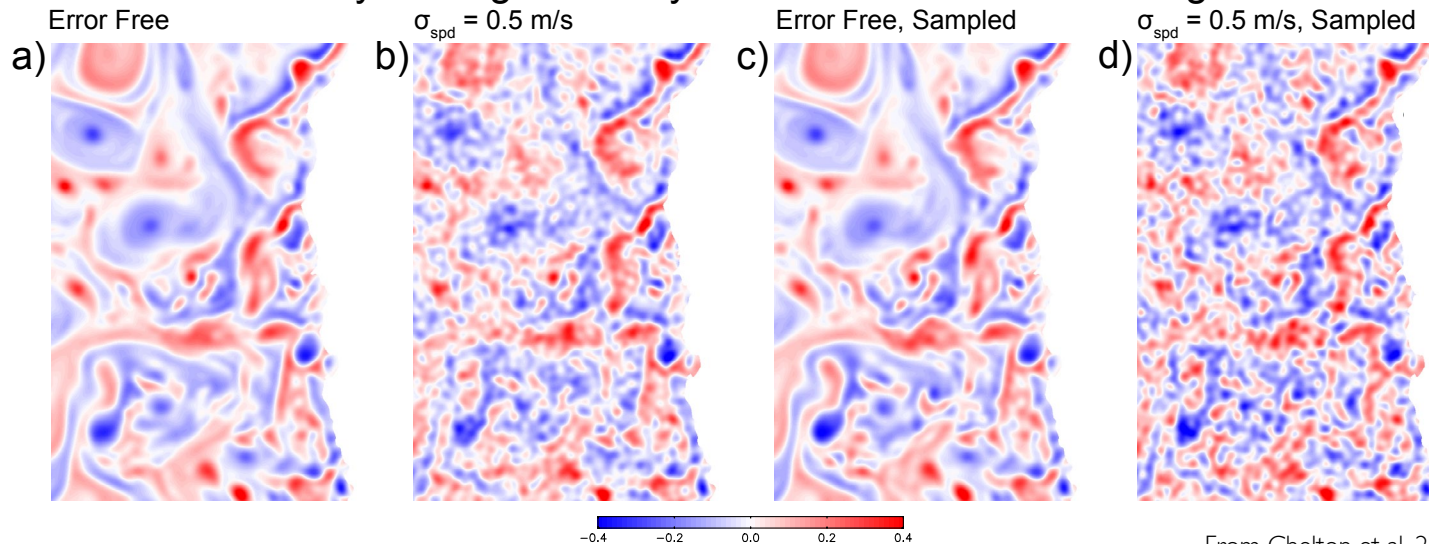 Error Free
σspd = 0.5 m/s
Error Free, Sampled
σspd = 0.5 m/s, Sampled
a)
b)
c)
d)
−0.4 −0.2 0.0 0.2 0.4